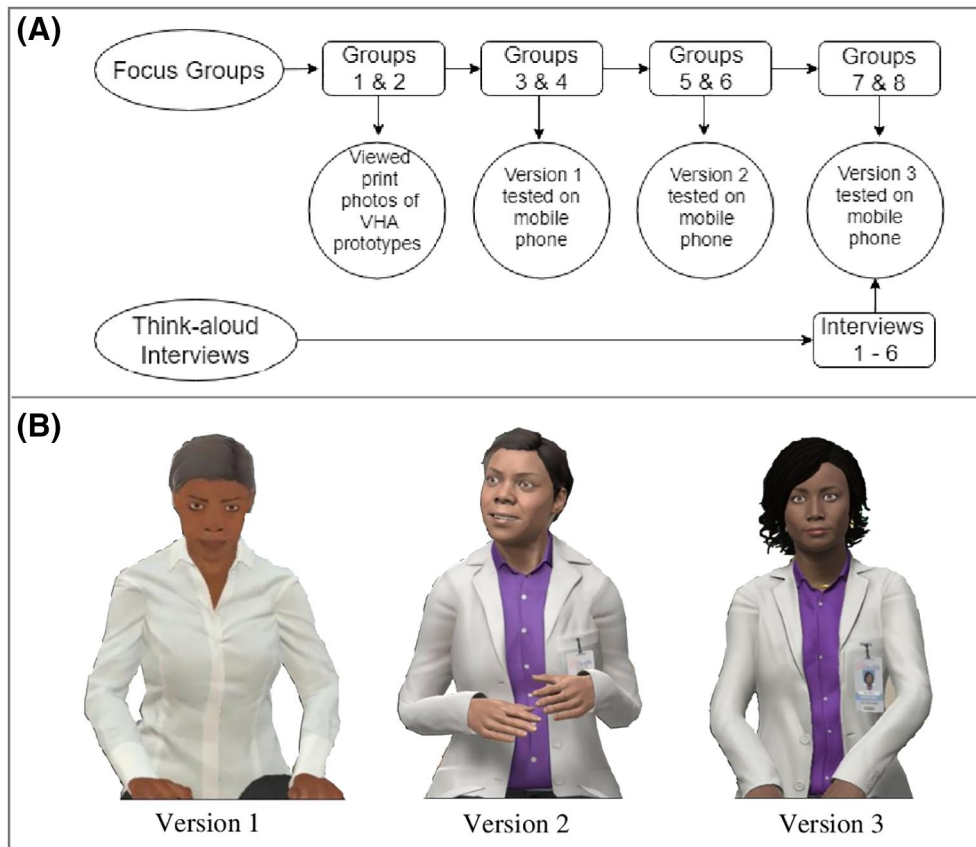 (A)
Focus Groups
Groups
1 & 2
Groups
3 & 4
Groups
5 & 6
Groups
7 & 8
Viewed
print
photos of
VHA
prototypes
Version 1
tested on
mobile
phone
Version 2
tested on
mobile
phone
Version 3
tested on
mobile
phone
Think-aloud
Interviews
Interviews
1 - 6
(B)
Version 1
Version 2
Version 3